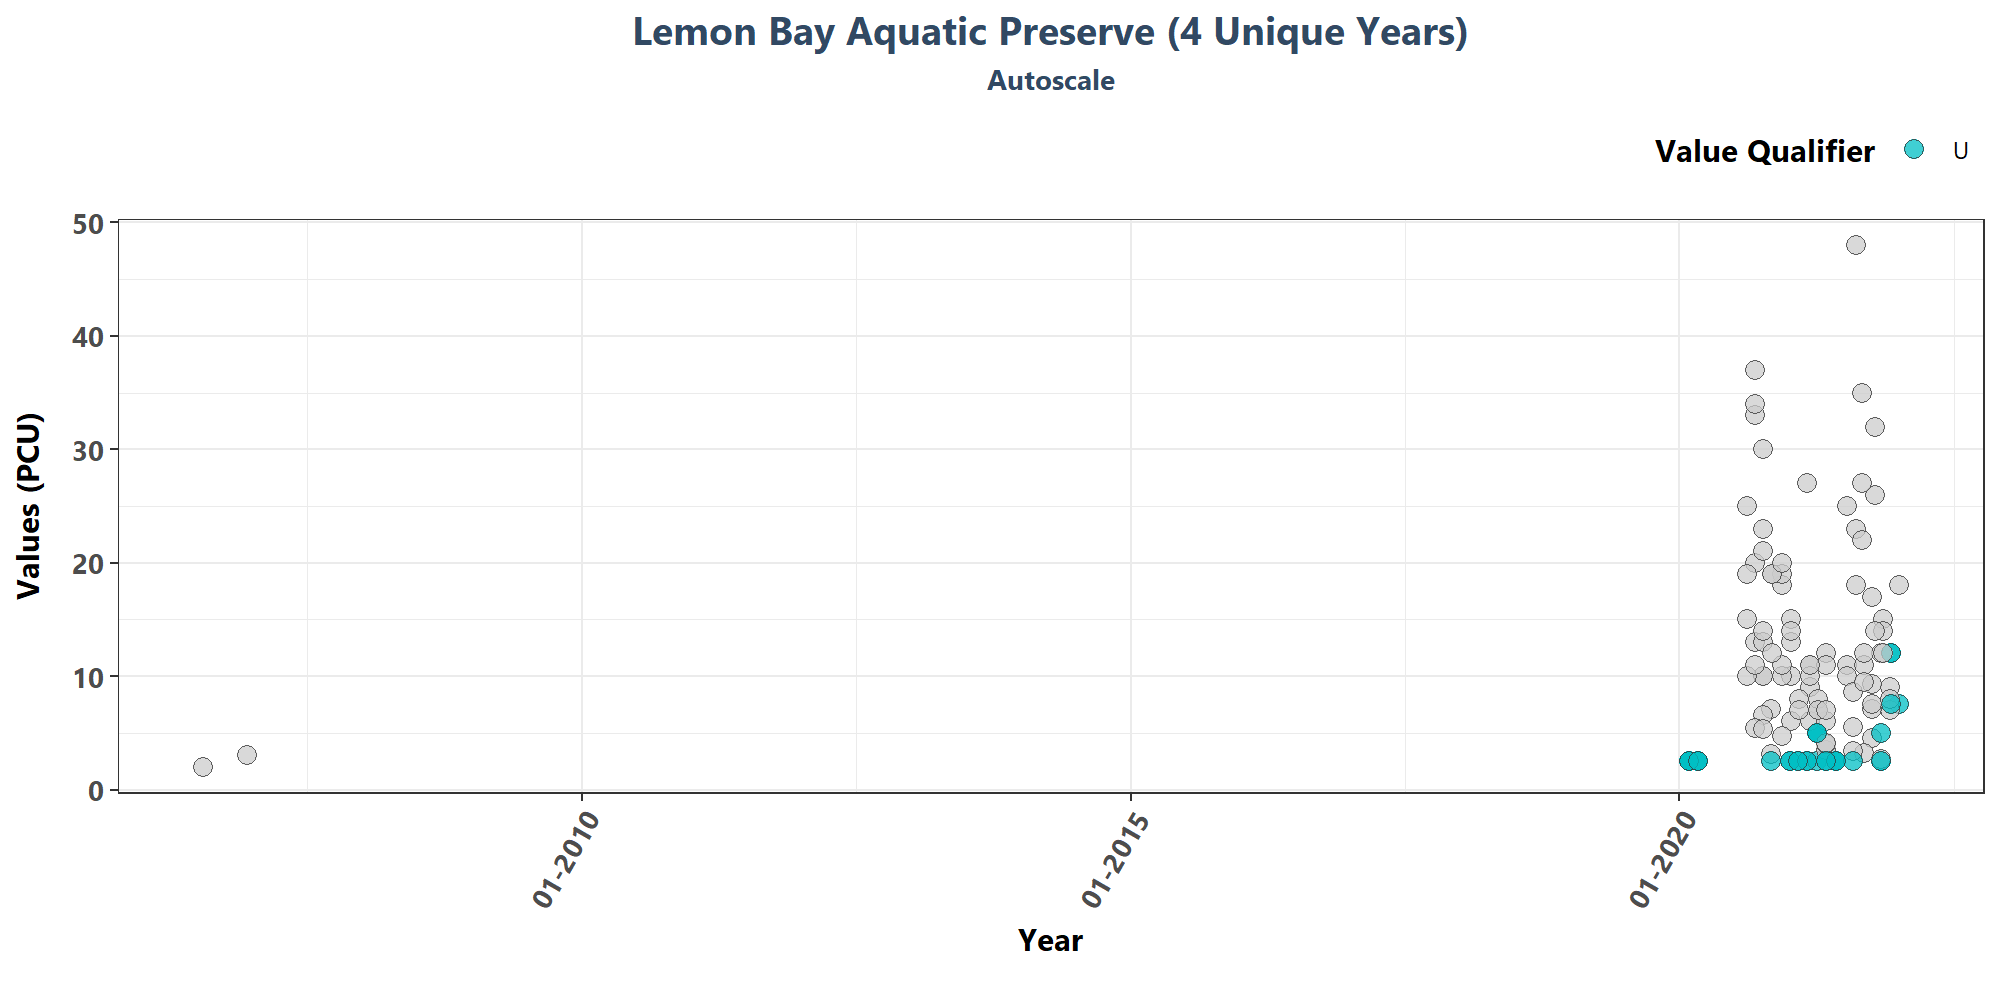 Lemon Bay Aquatic Preserve (4 Unique Years)
Autoscale
Value Qualifier U
50
40
30
20
10
0
Values (PCU)
01-2010 01-2015 01-2020
Year